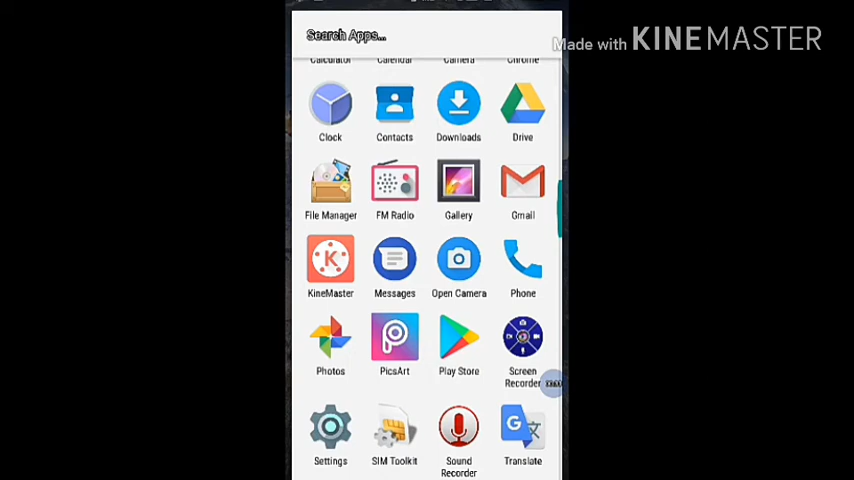 Search Apps...
Made with KINEMASTER
Calculator Calendar Camera Chrome
Clock Contacts Downloads Drive
File Manager FM Radio Gallery Gmail
KineMaster Messages Open Camera Phone
Photos PicsArt Play Store Screen
Recorder
Settings SIM Toolkit Sound Translate
Recorder